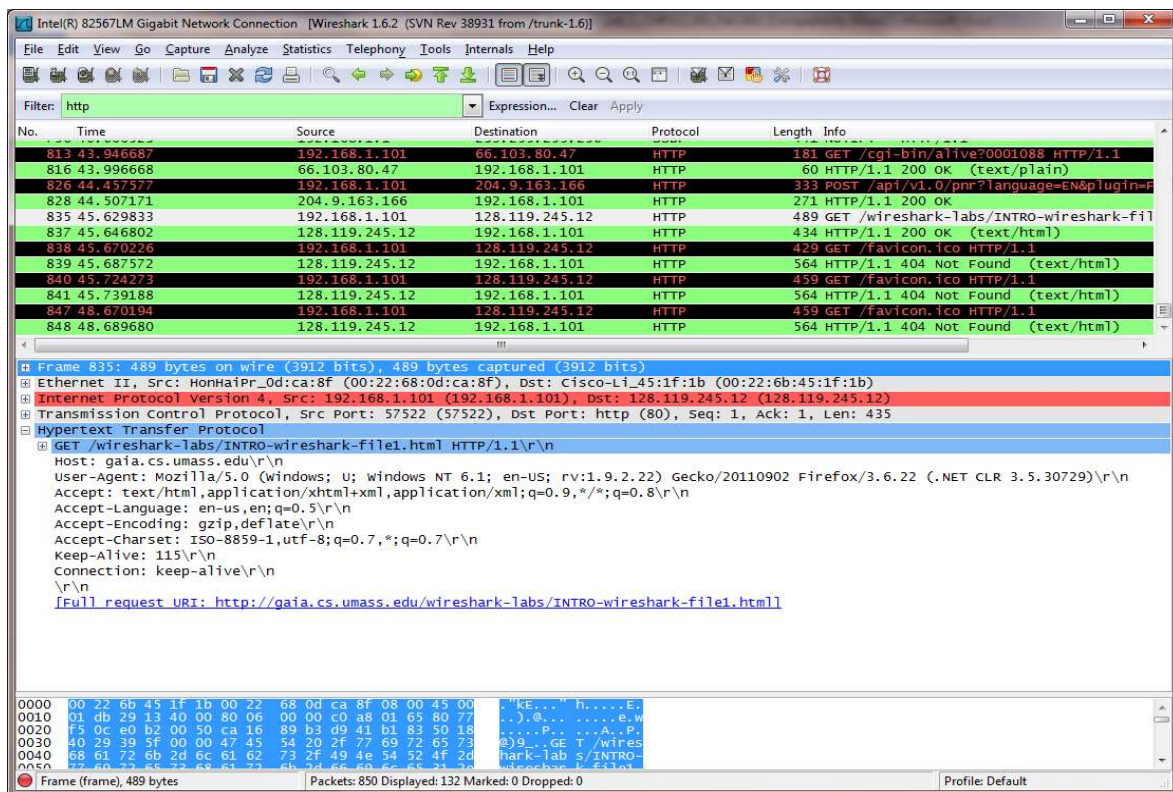 Intel(R) 82567LM Gigabit Network Connection [Wireshark 1.6.2 (SVN Rev 38931 from /trunk-1.6)]
File Edit View Go Capture Analyze Statistics Telephony Tools Internals Help
Filter: http Expression... Clear Apply
No. Time Source Destination Protocol Length Info
813 43.946687 192.168.1.101 66.103.80.47 HTTP 181 GET /cgi-bin/alive?0001088 HTTP/1.1
816 43.996668 66.103.80.47 192.168.1.101 HTTP 60 HTTP/1.1 200 OK (text/plain)
826 44.457577 192.168.1.101 204.9.163.166 HTTP 333 POST /api/v1.0/pnr?language=EN&plugin=F
828 44.507171 204.9.163.166 192.168.1.101 HTTP 271 HTTP/1.1 200 OK
835 45.629833 192.168.1.101 128.119.245.12 HTTP 489 GET /wireshark-labs/INTRO-wireshark-fil
837 45.646802 128.119.245.12 192.168.1.101 HTTP 434 HTTP/1.1 200 OK (text/html)
838 45.670226 192.168.1.101 128.119.245.12 HTTP 429 GET /favicon.ico HTTP/1.1
839 45.687572 128.119.245.12 192.168.1.101 HTTP 564 HTTP/1.1 404 Not Found (text/html)
840 45.724273 192.168.1.101 128.119.245.12 HTTP 459 GET /favicon.ico HTTP/1.1
841 45.739188 128.119.245.12 192.168.1.101 HTTP 564 HTTP/1.1 404 Not Found (text/html)
847 48.670194 192.168.1.101 128.119.245.12 HTTP 459 GET /favicon.ico HTTP/1.1
848 48.689680 128.119.245.12 192.168.1.101 HTTP 564 HTTP/1.1 404 Not Found (text/html)
Frame 835: 489 bytes on wire (3912 bits), 489 bytes captured (3912 bits)
Ethernet II, Src: HonHaiPr_0d:ca:8f (00:22:68:0d:ca:8f), Dst: Cisco-Li_45:1f:1b (00:22:6b:45:1f:1b)
Internet Protocol Version 4, Src: 192.168.1.101 (192.168.1.101), Dst: 128.119.245.12 (128.119.245.12)
Transmission Control Protocol, Src Port: 57522 (57522), Dst Port: http (80), Seq: 1, Ack: 1, Len: 435
Hypertext Transfer Protocol
GET /wireshark-labs/INTRO-wireshark-file1.html HTTP/1.1\r\n
Host: gaia.cs.umass.edu\r\n
User-Agent: Mozilla/5.0 (Windows; U; Windows NT 6.1; en-US; rv:1.9.2.22) Gecko/20110902 Firefox/3.6.22 (.NET CLR 3.5.30729)\r\n
Accept: text/html,application/xhtml+xml,application/xml;q=0.9,*/*;q=0.8\r\n
Accept-Language: en-us,en;q=0.5\r\n
Accept-Encoding: gzip,deflate\r\n
Accept-Charset: ISO-8859-1,utf-8;q=0.7,*;q=0.7\r\n
Keep-Alive: 115\r\n
Connection: keep-alive\r\n
\r\n
[Full request URI: http://gaia.cs.umass.edu/wireshark-labs/INTRO-wireshark-file1.html]
0000 00 22 6b 45 1f 1b 00 22 68 0d ca 8f 08 00 45 00 ."kE..." h.....E.
0010 01 db 29 13 40 00 80 06 00 00 c0 a8 01 65 80 77 ..).@... .....e.w
0020 f5 0c e0 b2 00 50 ca 16 89 b3 d9 41 b1 83 50 18 .....P.. ...A..P.
0030 40 29 39 5f 00 00 47 45 54 20 2f 77 69 72 65 73 @)9_..GE T /wires
0040 68 61 72 6b 2d 6c 61 62 73 2f 49 4e 54 52 4f 2d hark-lab s/INTRO-
Frame (frame), 489 bytes Packets: 850 Displayed: 132 Marked: 0 Dropped: 0 Profile: Default